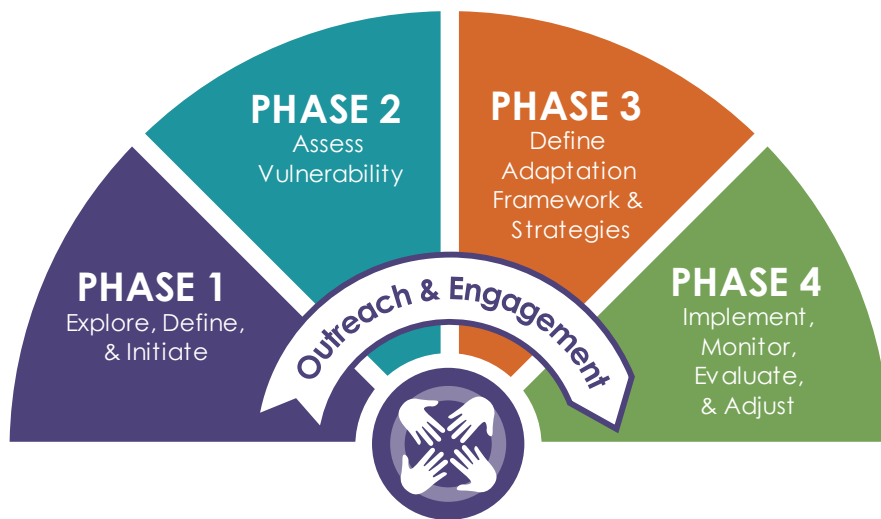 PHASE 1
Explore, Define,
& Initiate
PHASE 2
Assess
Vulnerability
PHASE 3
Define
Adaptation
Framework &
Strategies
PHASE 4
Implement,
Monitor,
Evaluate,
& Adjust
Outreach & Engagement